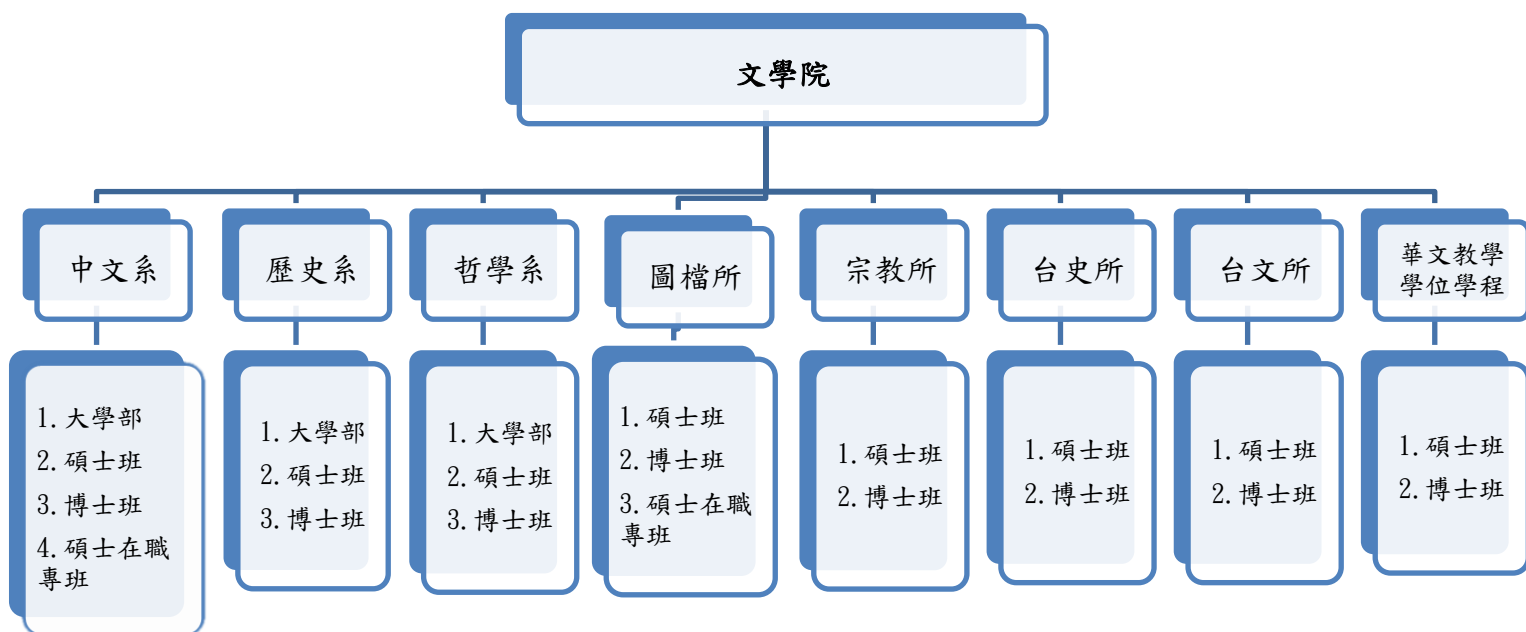 文學院
中文系
歷史系
哲學系
圖檔所
宗教所
台史所
台文所
華文教學
學位學程
1.大學部
2.碩士班
3.博士班
4.碩士在職
專班
1.大學部
2.碩士班
3.博士班
1.大學部
2.碩士班
3.博士班
1.碩士班
2.博士班
3.碩士在職
專班
1.碩士班
2.博士班
1.碩士班
2.博士班
1.碩士班
2.博士班
1.碩士班
2.博士班